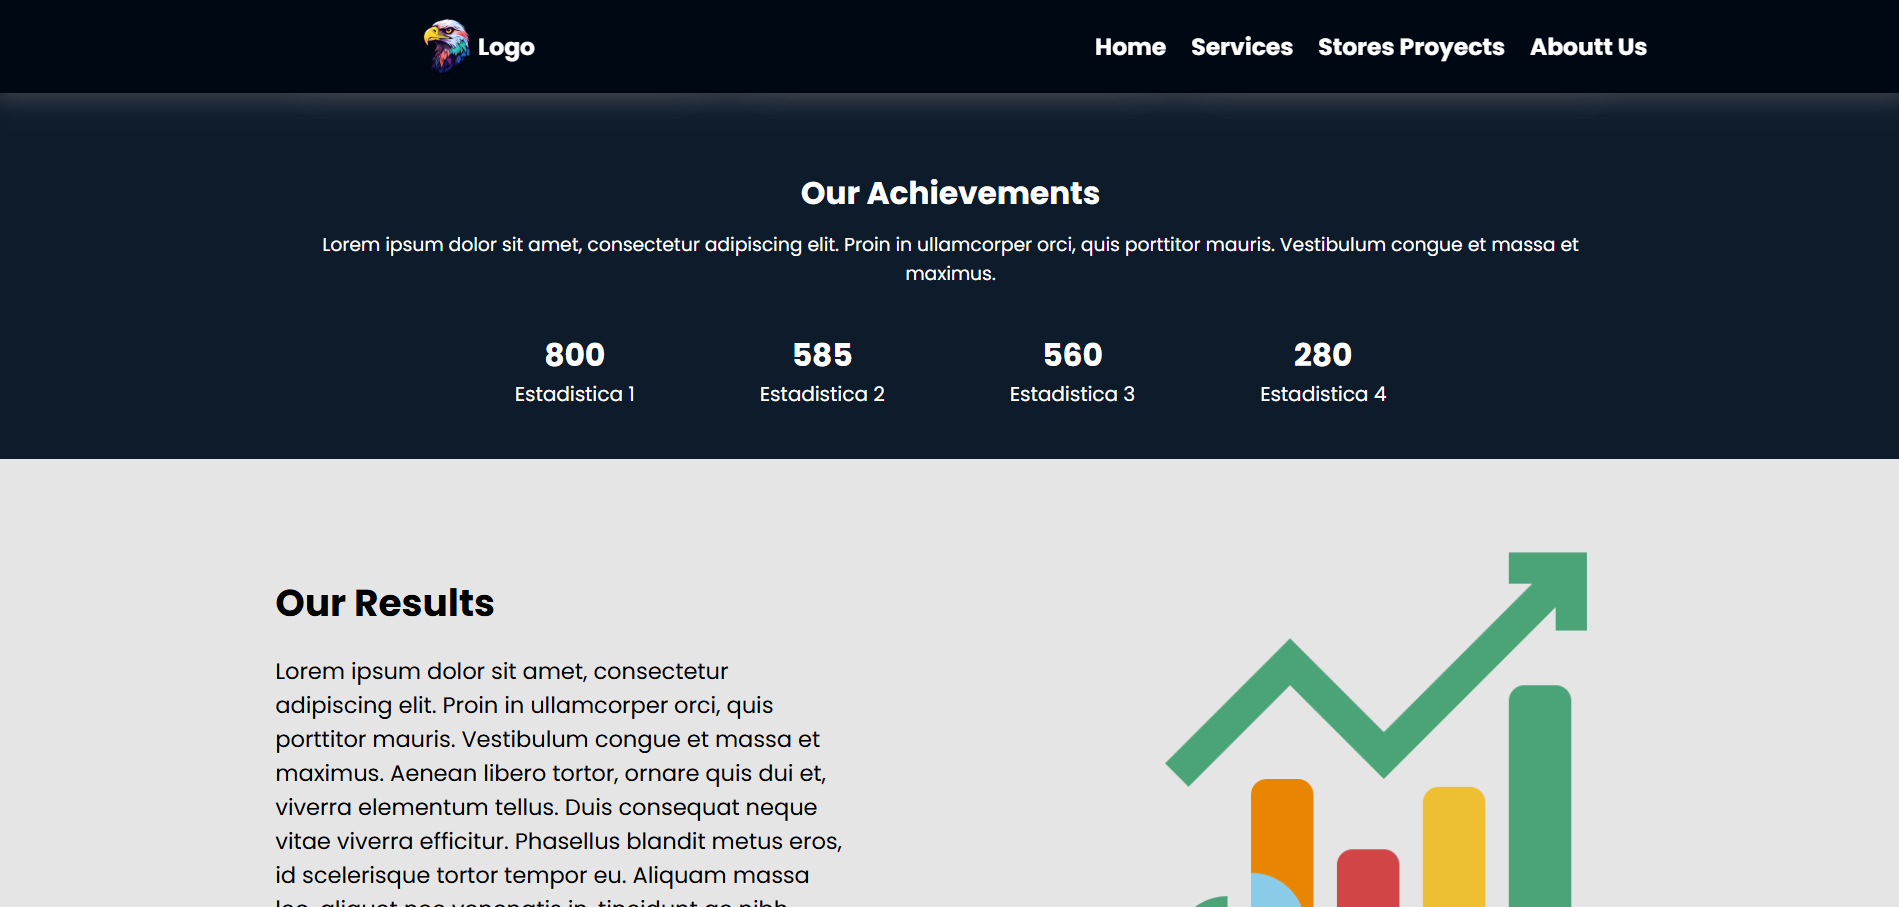 Logo
Home Services Stores Proyects Aboutt Us
Our Achievements
Lorem ipsum dolor sit amet, consectetur adipiscing elit. Proin in ullamcorper orci, quis porttitor mauris. Vestibulum congue et massa et
maximus.
800 585 560 280
Estadistica 1 Estadistica 2 Estadistica 3 Estadistica 4
Our Results
Lorem ipsum dolor sit amet, consectetur
adipiscing elit. Proin in ullamcorper orci, quis
porttitor mauris. Vestibulum congue et massa et
maximus. Aenean libero tortor, ornare quis dui et,
viverra elementum tellus. Duis consequat neque
vitae viverra efficitur. Phasellus blandit metus eros,
id scelerisque tortor tempor eu. Aliquam massa